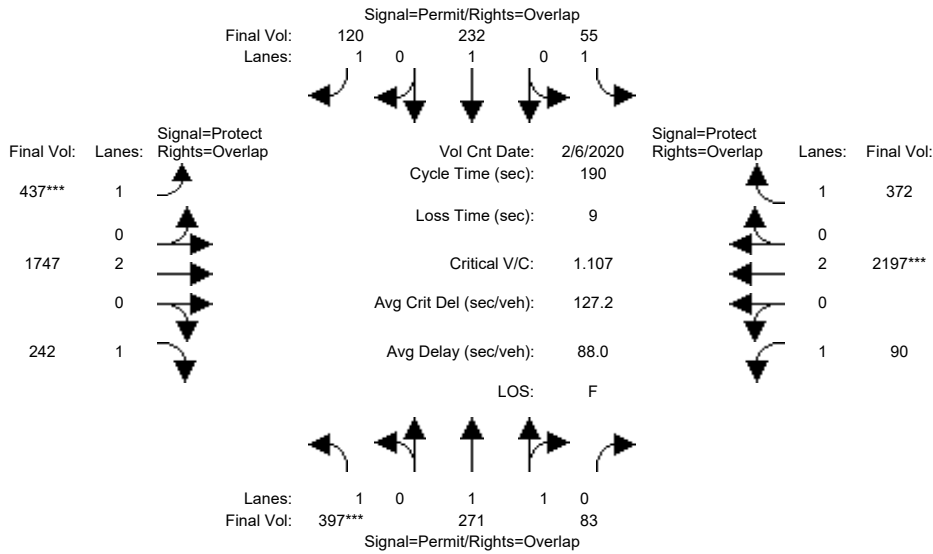 Signal=Permit/Rights=Overlap
Final Vol: 120 232 55
Lanes: 1 0 1 0 1
Signal=Protect Signal=Protect
Final Vol: Lanes: Rights=Overlap Vol Cnt Date: 2/6/2020 Rights=Overlap Lanes: Final Vol:
Cycle Time (sec): 190
437*** 1 1 372
Loss Time (sec): 9
0 0
1747 2 Critical V/C: 1.107 2 2197***
0 Avg Crit Del (sec/veh): 127.2 0
242 1 Avg Delay (sec/veh): 88.0 1 90
LOS: F
Lanes: 1 0 1 1 0
Final Vol: 397*** 271 83
Signal=Permit/Rights=Overlap